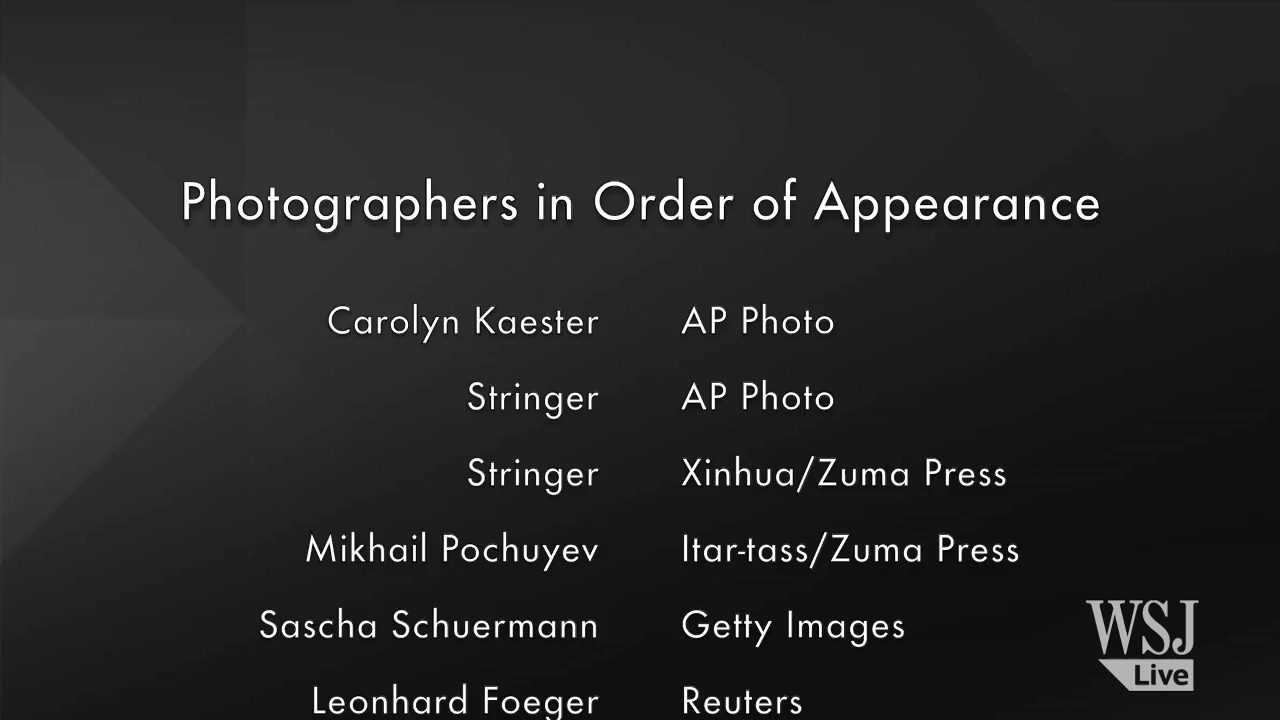 Photographers in Order of Appearance
Carolyn Kaester AP Photo
Stringer AP Photo
Stringer Xinhua/Zuma Press
Mikhail Pochuyev Itar-tass/Zuma Press
Sascha Schuermann Getty Images
Leonhard Foeger Reuters
WSJ
Live